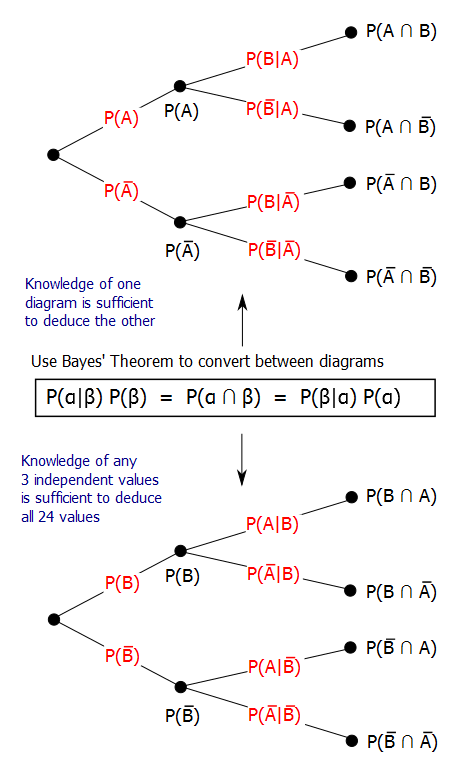 P(A ∩ B)
P(B|A)
P(A)
P(A)
P(B̅|A)
P(A ∩ B̅)
P(A̅)
P(A̅ ∩ B)
P(B|A̅)
P(A̅)
P(B̅|A̅)
P(A̅ ∩ B̅)
Knowledge of one
diagram is sufficient
to deduce the other
Use Bayes' Theorem to convert between diagrams
P(α|β) P(β) = P(α ∩ β) = P(β|α) P(α)
Knowledge of any
3 independent values
is sufficient to deduce
all 24 values
P(B ∩ A)
P(A|B)
P(B)
P(B)
P(A̅|B)
P(B ∩ A̅)
P(B̅)
P(B̅ ∩ A)
P(A|B̅)
P(B̅)
P(A̅|B̅)
P(B̅ ∩ A̅)